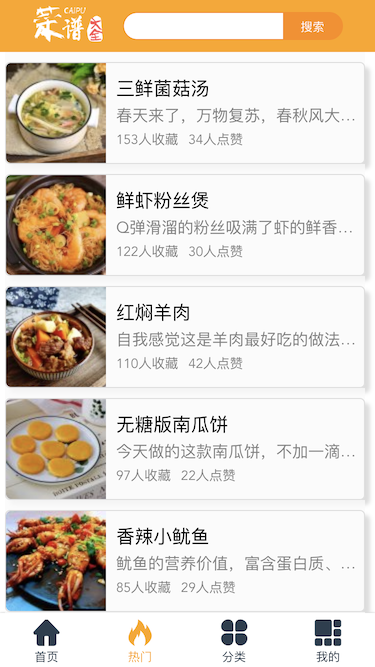 菜谱
CAIPU
大全
搜索
三鲜菌菇汤
春天来了，万物复苏，春秋风大…
153人收藏 34人点赞
鲜虾粉丝煲
Q弹滑溜的粉丝吸满了虾的鲜香…
122人收藏 30人点赞
红焖羊肉
自我感觉这是羊肉最好吃的做法…
110人收藏 42人点赞
无糖版南瓜饼
今天做的这款南瓜饼，不加一滴…
97人收藏 22人点赞
香辣小鱿鱼
鱿鱼的营养价值，富含蛋白质、…
85人收藏 29人点赞
首页
热门
分类
我的